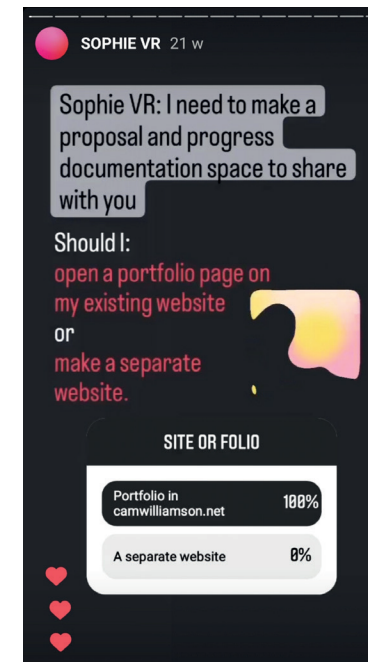 SOPHIE VR 21 w
Sophie VR: I need to make a
proposal and progress
documentation space to share
with you
Should I:
open a portfolio page on
my existing website
or
make a separate
website.
SITE OR FOLIO
Portfolio in
camwilliamson.net
100%
A separate website
0%